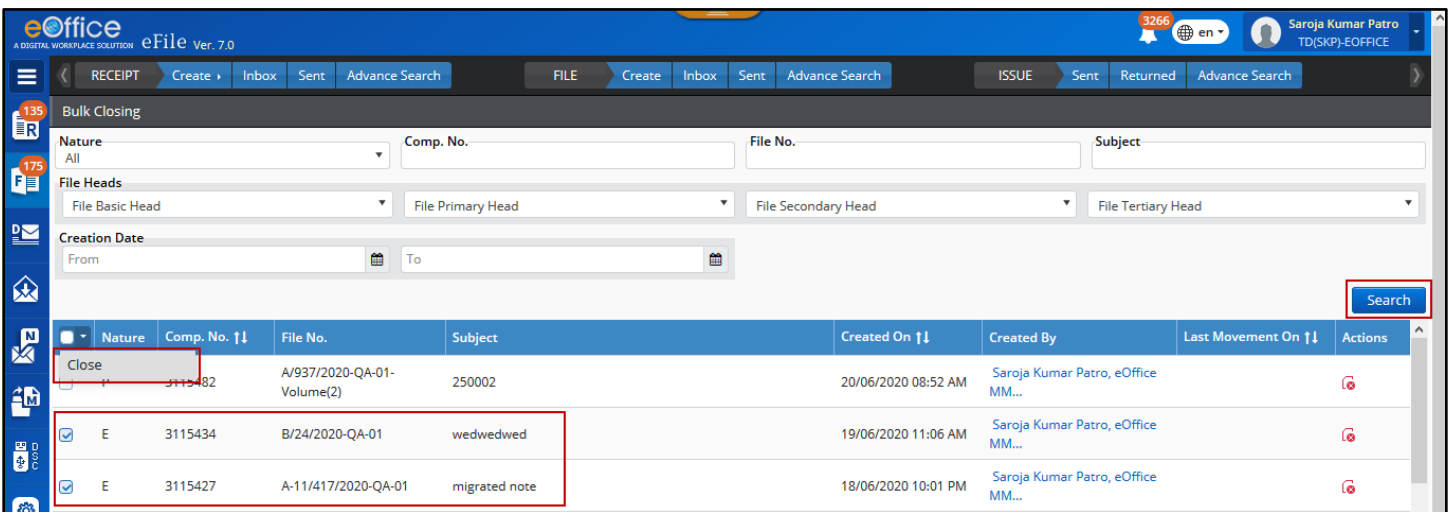 eOffice
A DIGITAL WORKPLACE SOLUTION eFile Ver. 7.0
3266
en
Saroja Kumar Patro
TD(SKP)-EOFFICE
RECEIPT Create Inbox Sent Advance Search FILE Create Inbox Sent Advance Search ISSUE Sent Returned Advance Search
135
R
Bulk Closing
Nature Comp. No. File No. Subject
All
175
F
File Heads
File Basic Head File Primary Head File Secondary Head File Tertiary Head
D
Creation Date
From To
Search
N
Nature Comp. No. File No. Subject Created On Created By Last Movement On Actions
Close
3115482 A/937/2020-QA-01-Volume(2) 250002 20/06/2020 08:52 AM Saroja Kumar Patro, eOffice MM...
M
E 3115434 B/24/2020-QA-01 wedwedwed 19/06/2020 11:06 AM Saroja Kumar Patro, eOffice MM...
DSC
E 3115427 A-11/417/2020-QA-01 migrated note 18/06/2020 10:01 PM Saroja Kumar Patro, eOffice MM...